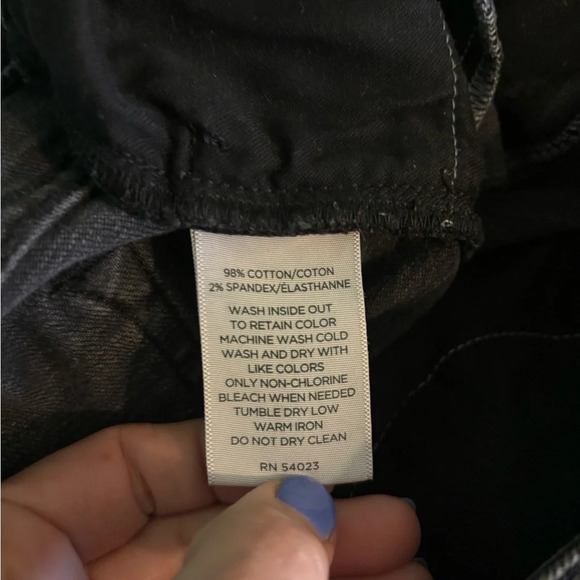 98% COTTON/COTON
2% SPANDEX/ÉLASTHANNE
WASH INSIDE OUT
TO RETAIN COLOR
MACHINE WASH COLD
WASH AND DRY WITH
LIKE COLORS
ONLY NON-CHLORINE
BLEACH WHEN NEEDED
TUMBLE DRY LOW
WARM IRON
DO NOT DRY CLEAN
RN 54023